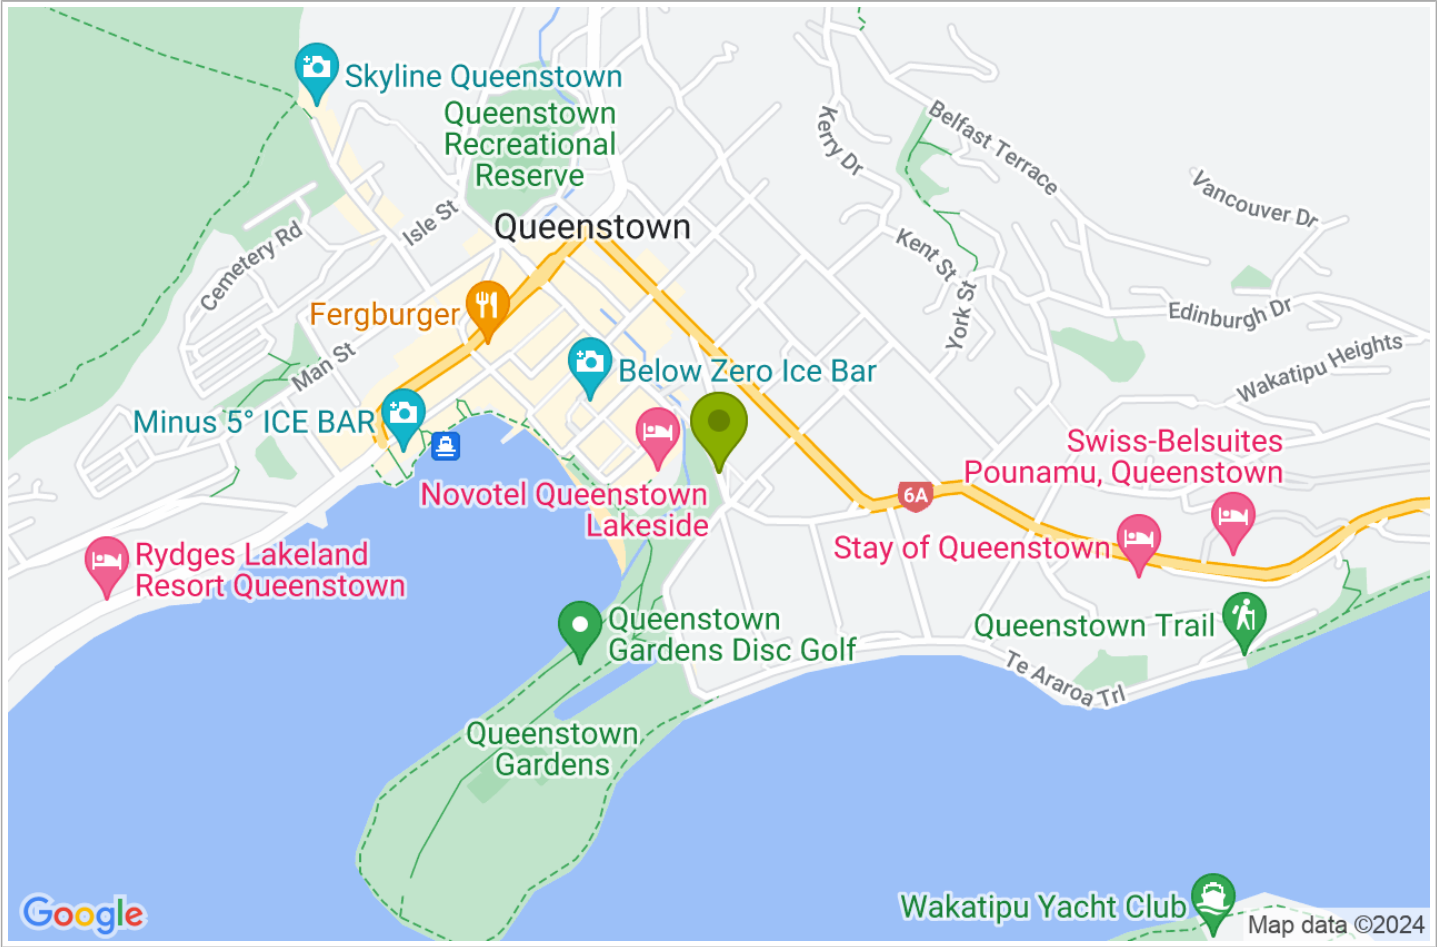 Skyline Queenstown
Queenstown
Recreational
Reserve
Kerry Dr
Belfast Terrace
Vancouver Dr
Isle St
Queenstown
Cemetery Rd
Kent St
York St
Edinburgh Dr
Fergburger
Man St
Wakatipu Heights
Below Zero Ice Bar
Minus 5° ICE BAR
Swiss-Belsuites
Pounamu, Queenstown
Novotel Queenstown
Lakeside
6A
Stay of Queenstown
Rydges Lakeland
Resort Queenstown
Queenstown
Gardens Disc Golf
Queenstown Trail
Te Araroa Trl
Queenstown
Gardens
Wakatipu Yacht Club
Google
Map data ©2024